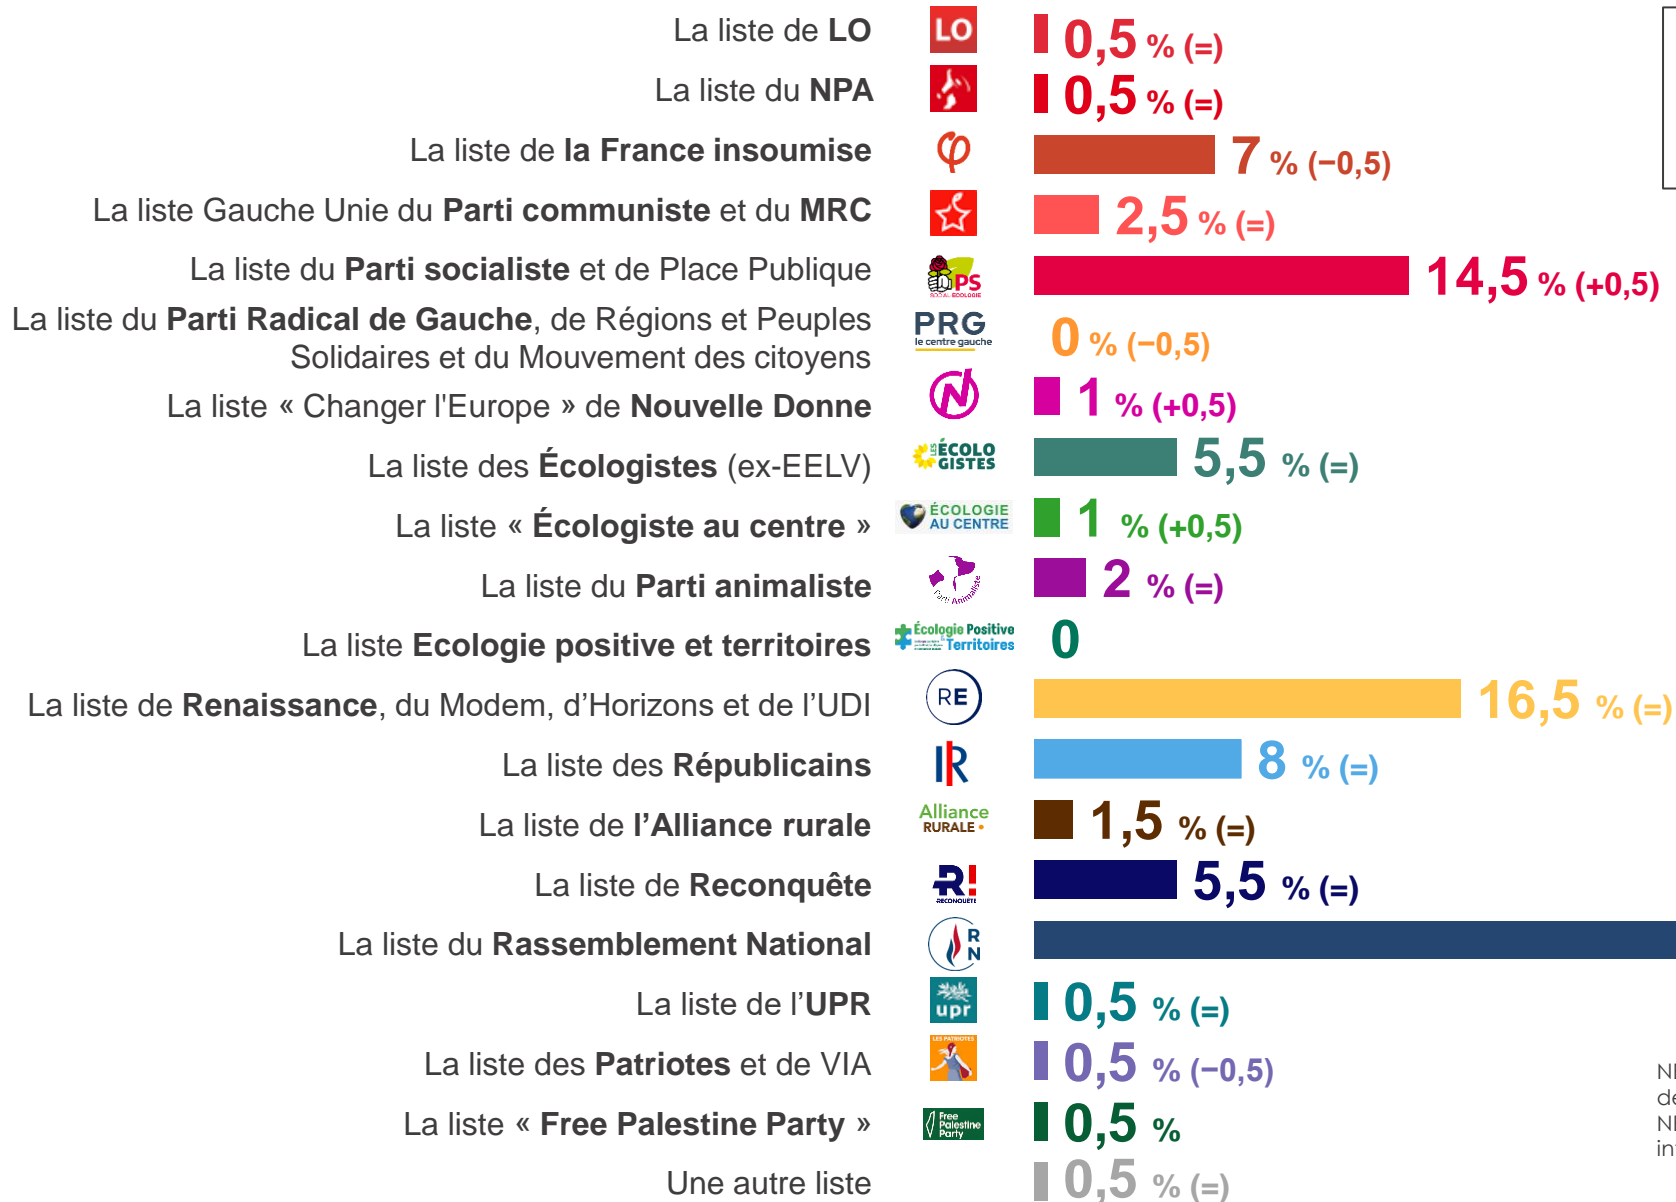 La liste de LO LO 0,5 % (=)
La liste du NPA 0,5 % (=)
La liste de la France insoumise φ 7 % (−0,5)
La liste Gauche Unie du Parti communiste et du MRC 2,5 % (=)
La liste du Parti socialiste et de Place Publique PS SOCIAL-ECOLOGIE 14,5 % (+0,5)
La liste du Parti Radical de Gauche, de Régions et Peuples
Solidaires et du Mouvement des citoyens PRG le centre gauche 0 % (−0,5)
La liste « Changer l'Europe » de Nouvelle Donne N 1 % (+0,5)
La liste des Écologistes (ex-EELV) LES ÉCOLOGISTES 5,5 % (=)
La liste « Écologiste au centre » ÉCOLOGIE AU CENTRE 1 % (+0,5)
La liste du Parti animaliste Parti Animaliste 2 % (=)
La liste Ecologie positive et territoires Écologie Positive & Territoires 0
La liste de Renaissance, du Modem, d’Horizons et de l’UDI RE 16,5 % (=)
La liste des Républicains lR 8 % (=)
La liste de l’Alliance rurale Alliance RURALE 1,5 % (=)
La liste de Reconquête R! RECONQUÊTE 5,5 % (=)
La liste du Rassemblement National RN
La liste de l’UPR upr 0,5 % (=)
La liste des Patriotes et de VIA LES PATRIOTES 0,5 % (−0,5)
La liste « Free Palestine Party » Free Palestine Party 0,5 %
Une autre liste 0,5 % (=)